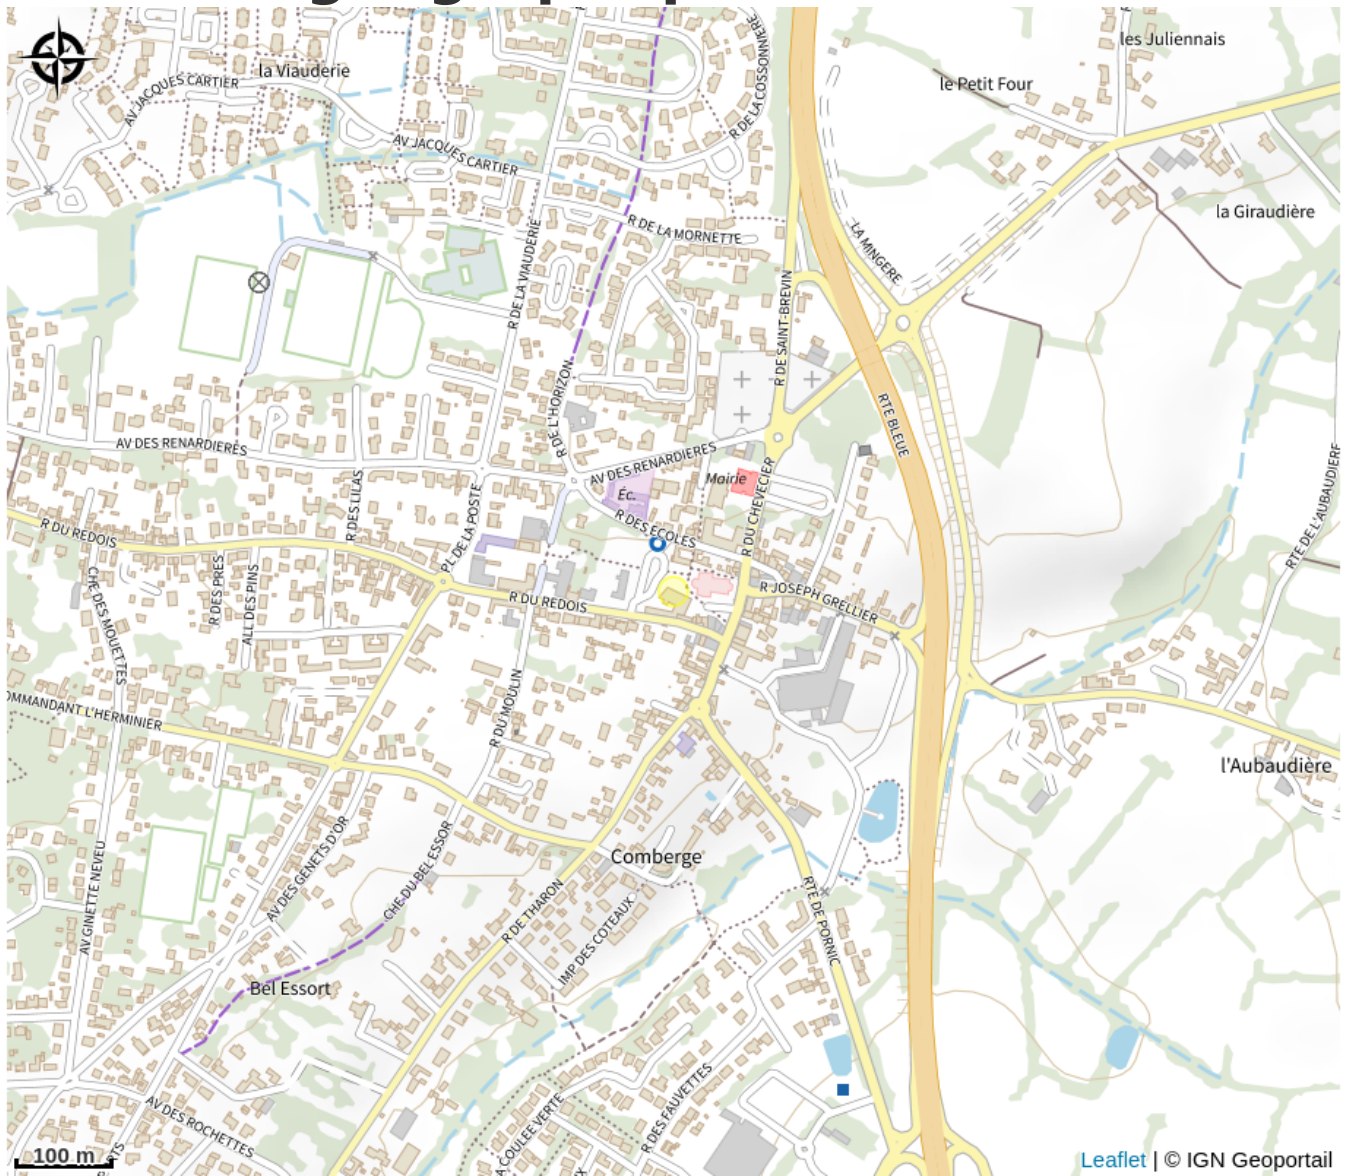 les Juliennais
la Viauderie
le Petit Four
AV JACQUES CARTIER
R DE LA COSSONNIERE
AV JACQUES CARTIER
la Giraudière
R DE LA MORNETTE
LA MINGERE
R DE LA VIAUDERIE
R DE SAINT-BREVIN
R DE L'HORIZON
RTE BLEUE
AV DES RENARDIERES
AV DES RENARDIERES
Mairie
Éc.
R DES LILAS
PL DE LA POSTE
R DU CHEVECIER
R DES ECOLES
RTE DE L'AUBAUDIERE
R DU REDOIS
R DES PRES
ALL DES PINS
CHE DES MOUETTES
R DU REDOIS
R JOSEPH GRELLIER
OMMANDANT L'HERMINIER
R DU MOULIN
l'Aubaudière
Comberge
AV DES GENETS D'OR
CHE DU BEL ESSOR
AV GINETTE NEVEU
R DE THARON
IMP DES COTEAUX
RTE DE PORNIC
Bel Essort
R DES FAUVETTES
A COULEE VERTE
AV DES ROCHETTES
100 m
Leaflet | © IGN Geoportail